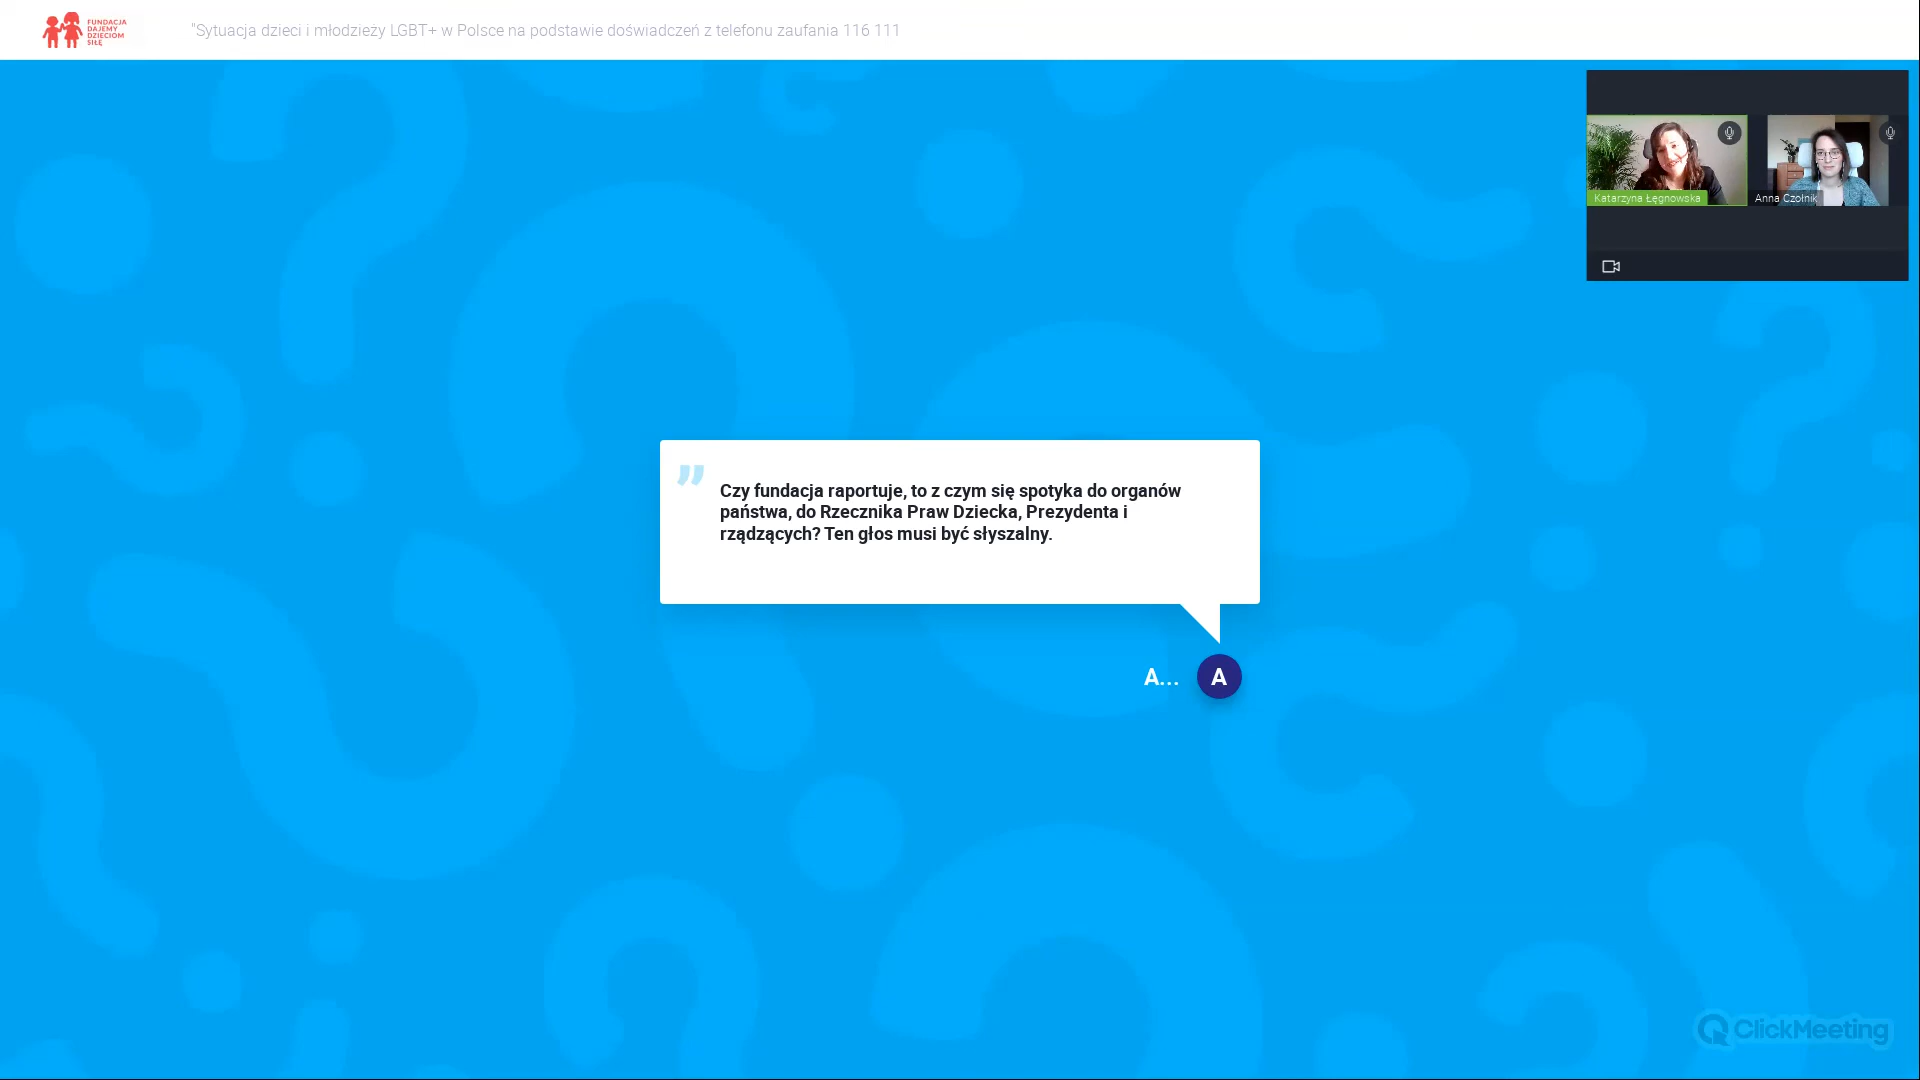 FUNDACJA
DAJEMY
DZIECIOM
SIŁĘ
"Sytuacja dzieci i młodzieży LGBT+ w Polsce na podstawie doświadczeń z telefonu zaufania 116 111
Katarzyna Łęgnowska
Anna Czołnik
”
Czy fundacja raportuje, to z czym się spotyka do organów
państwa, do Rzecznika Praw Dziecka, Prezydenta i
rządzących? Ten głos musi być słyszalny.
A... A
ClickMeeting